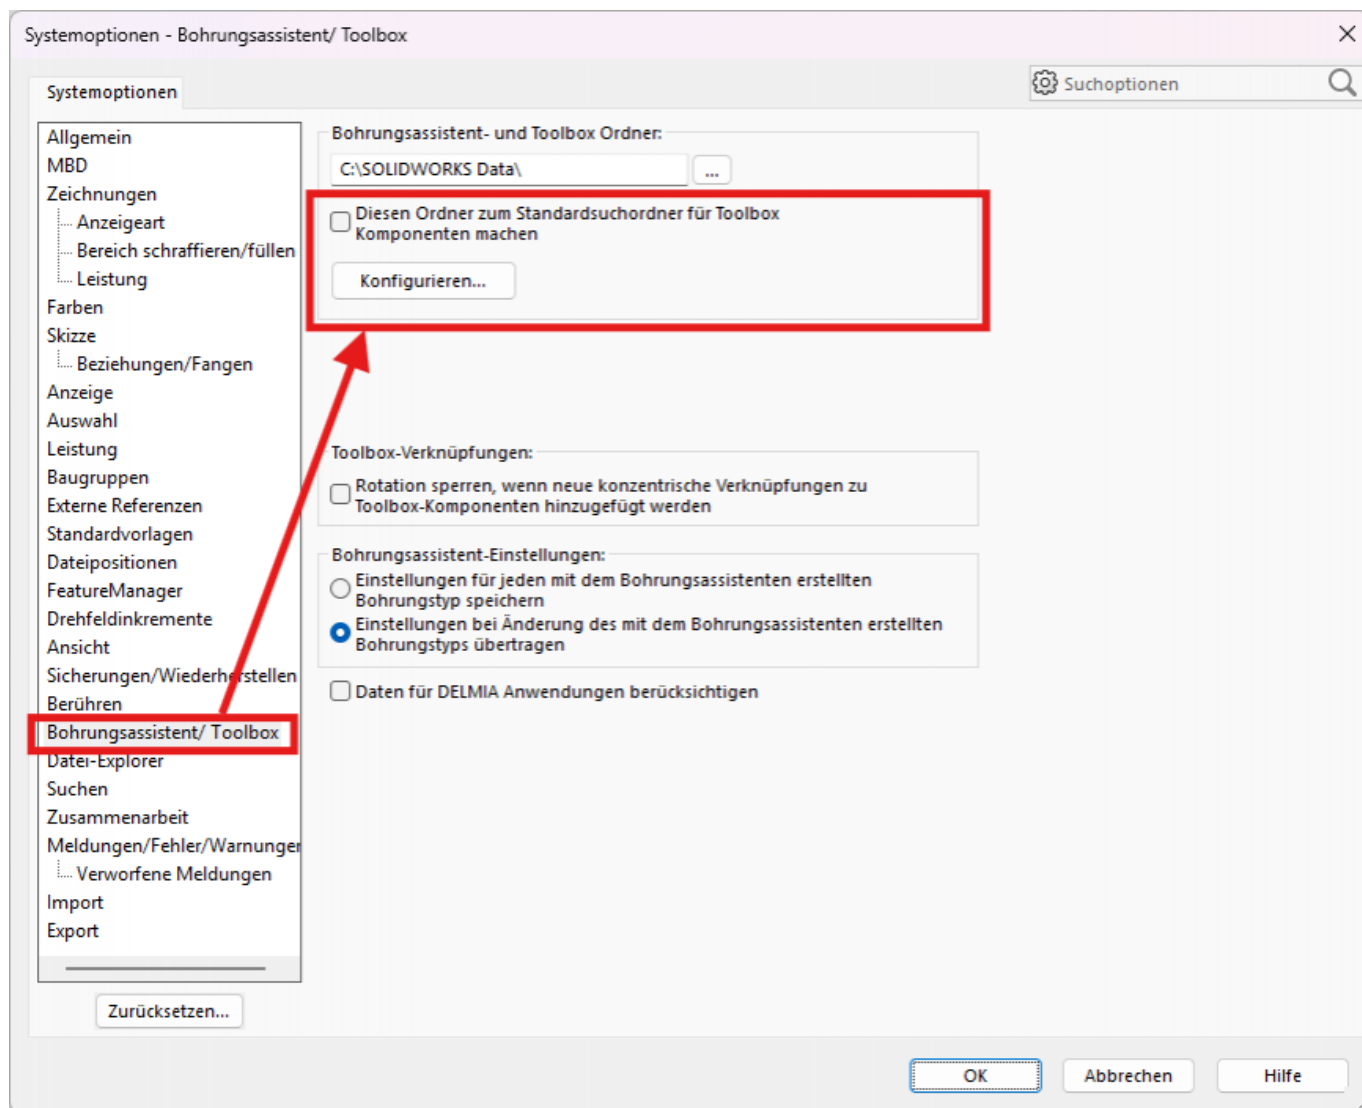 Systemoptionen - Bohrungsassistent/ Toolbox
Systemoptionen
Suchoptionen
Allgemein
MBD
Zeichnungen
Anzeigeart
Bereich schraffieren/füllen
Leistung
Farben
Skizze
Beziehungen/Fangen
Anzeige
Auswahl
Leistung
Baugruppen
Externe Referenzen
Standardvorlagen
Dateipositionen
FeatureManager
Drehfeldinkremente
Ansicht
Sicherungen/Wiederherstellen
Berühren
Bohrungsassistent/ Toolbox
Datei-Explorer
Suchen
Zusammenarbeit
Meldungen/Fehler/Warnungen
Verworfene Meldungen
Import
Export
Zurücksetzen...
Bohrungsassistent- und Toolbox Ordner:
C:\SOLIDWORKS Data\
...
Diesen Ordner zum Standardsuchordner für Toolbox
Komponenten machen
Konfigurieren...
Toolbox-Verknüpfungen:
Rotation sperren, wenn neue konzentrische Verknüpfungen zu
Toolbox-Komponenten hinzugefügt werden
Bohrungsassistent-Einstellungen:
Einstellungen für jeden mit dem Bohrungsassistenten erstellten
Bohrungstyp speichern
Einstellungen bei Änderung des mit dem Bohrungsassistenten erstellten
Bohrungstyps übertragen
Daten für DELMIA Anwendungen berücksichtigen
OK
Abbrechen
Hilfe